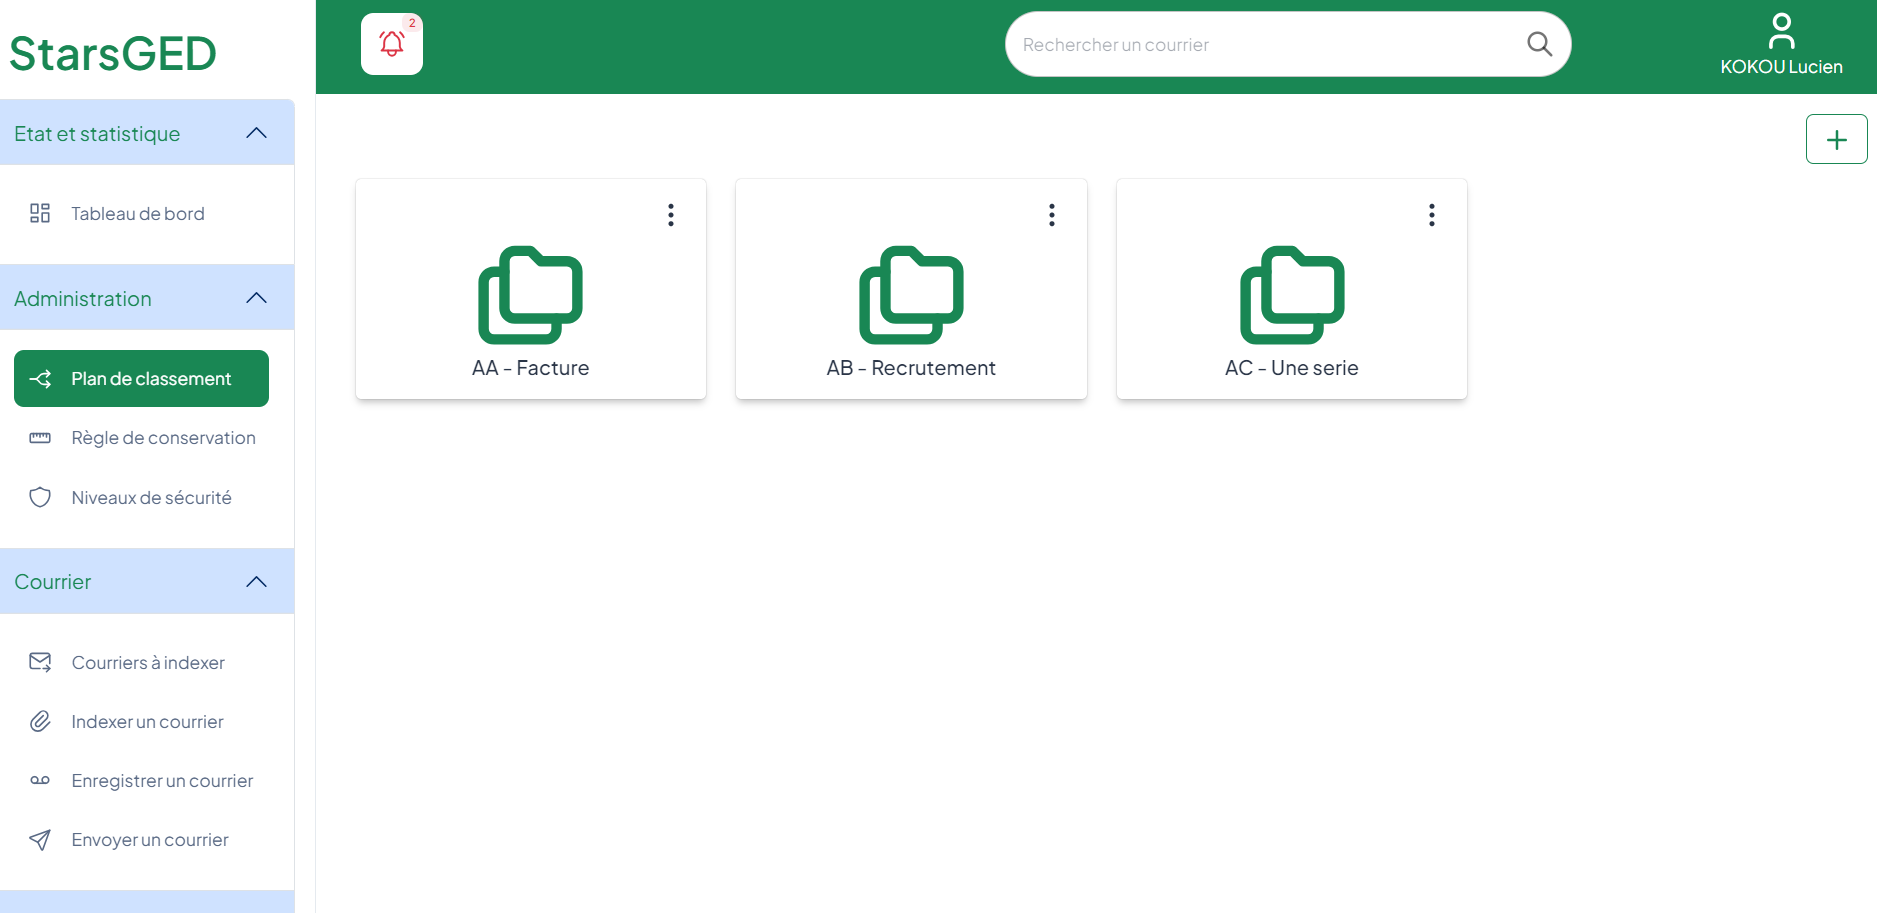 StarsGED
2
Rechercher un courrier
KOKOU Lucien
Etat et statistique
Tableau de bord
Administration
Plan de classement
Règle de conservation
Niveaux de sécurité
Courrier
Courriers à indexer
Indexer un courrier
Enregistrer un courrier
Envoyer un courrier
AA - Facture
AB - Recrutement
AC - Une serie